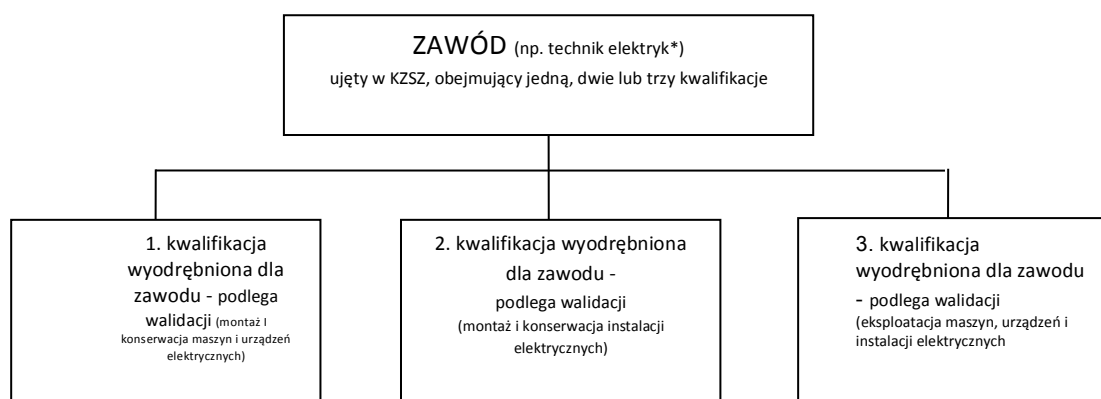 ZAWÓD (np. technik elektryk*)
ujęty w KZSZ, obejmujący jedną, dwie lub trzy kwalifikacje
1. kwalifikacja
wyodrębniona dla
zawodu - podlega
walidacji (montaż I
konserwacja maszyn i urządzeń
elektrycznych)
2. kwalifikacja wyodrębniona
dla zawodu -
podlega walidacji
(montaż i konserwacja instalacji
elektrycznych)
3. kwalifikacja
wyodrębniona dla zawodu
- podlega walidacji
(eksploatacja maszyn, urządzeń i
instalacji elektrycznych